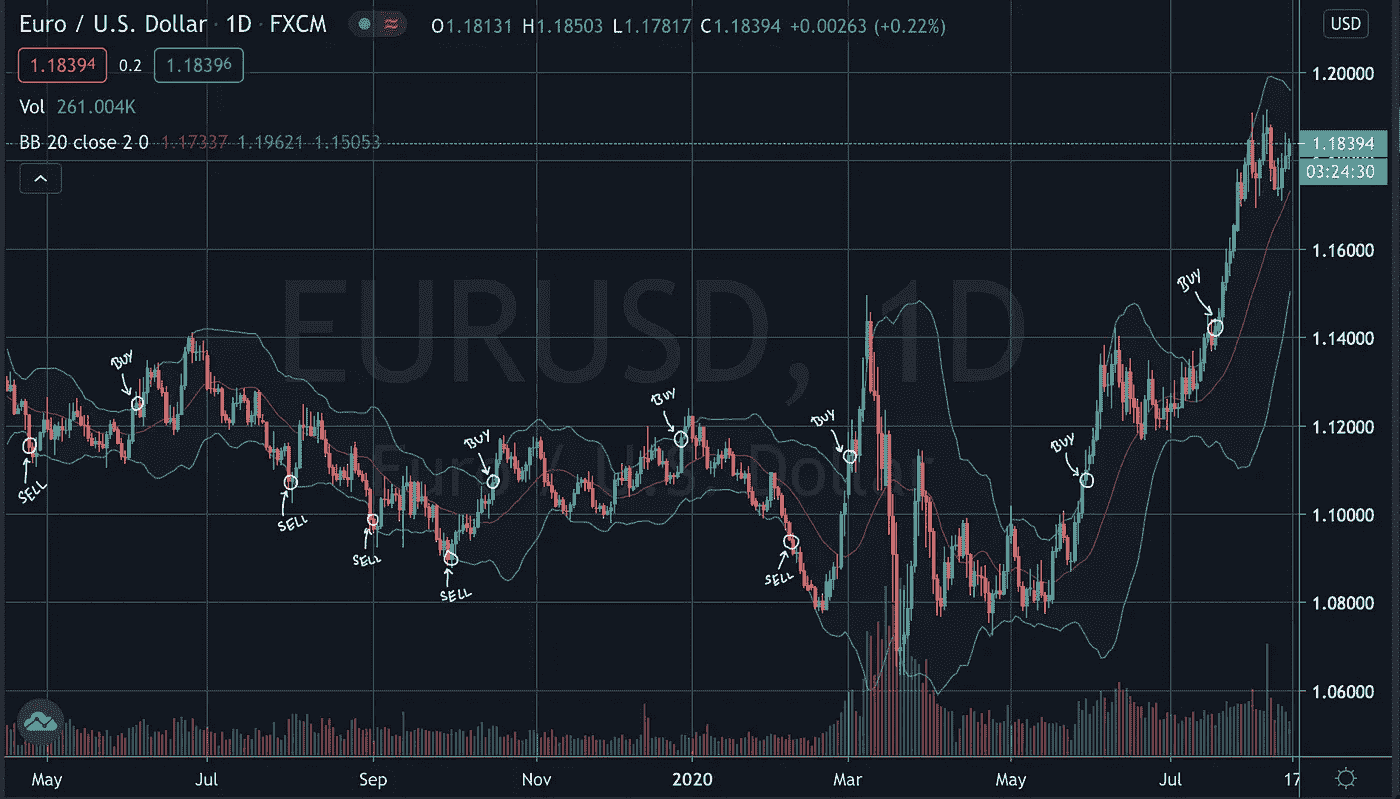 Euro / U.S. Dollar · 1D · FXCM O1.18131 H1.18503 L1.17817 C1.18394 +0.00263 (+0.22%)
USD
1.18394 0.2 1.18396
Vol 261.004K
BB 20 close 2 0 1.17337 1.19621 1.15053
EURUSD, 1D
Euro / U.S. Dollar
1.20000
1.18394
03:24:30
1.16000
1.14000
1.12000
1.10000
1.08000
1.06000
SELL
BUY
SELL
SELL
SELL
BUY
BUY
SELL
BUY
BUY
BUY
May Jul Sep Nov 2020 Mar May Jul 17